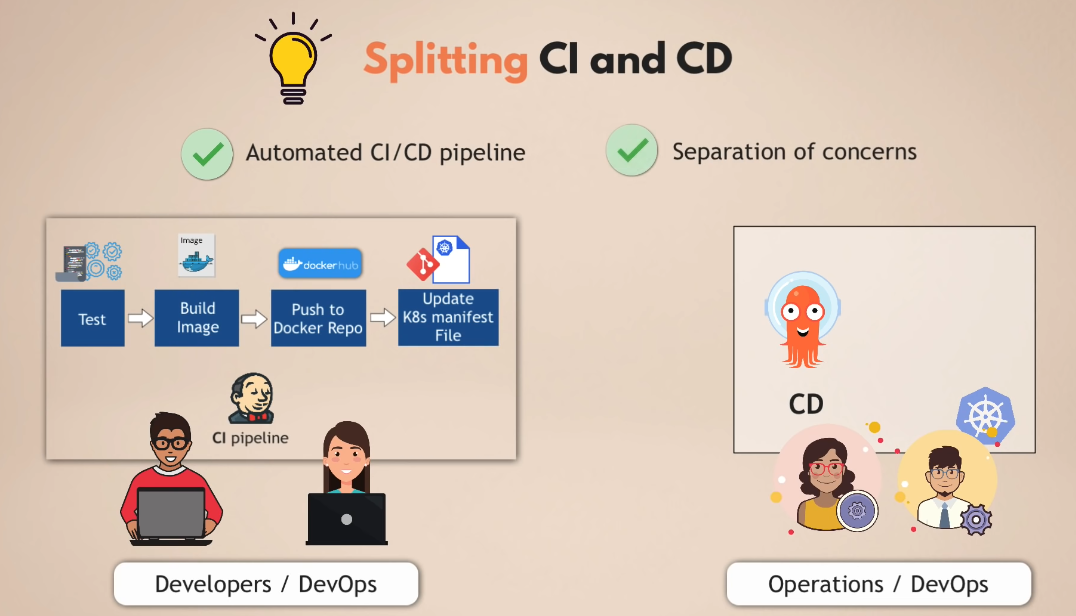 Splitting CI and CD
Automated CI/CD pipeline
Separation of concerns
Image
dockerhub
Test
Build
Image
Push to
Docker Repo
Update
K8s manifest
File
CI pipeline
CD
Developers / DevOps
Operations / DevOps